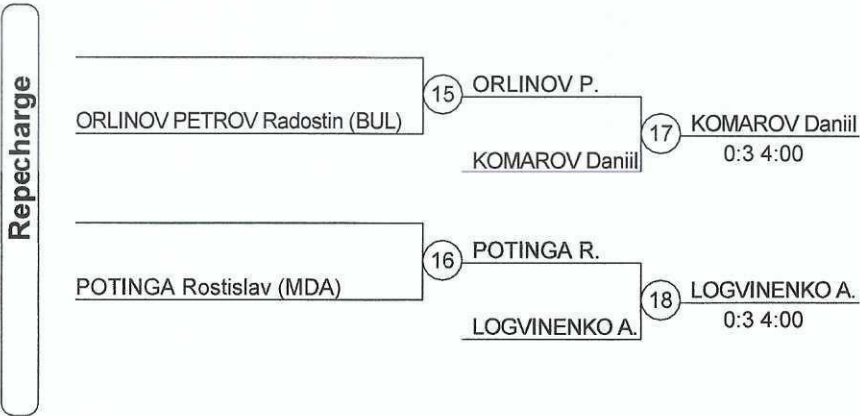 Repechage
15
ORLINOV P.
ORLINOV PETROV Radostin (BUL)
17
KOMAROV Daniil
KOMAROV Daniil
0:3 4:00
16
POTINGA R.
POTINGA Rostislav (MDA)
18
LOGVINENKO A.
LOGVINENKO A.
0:3 4:00